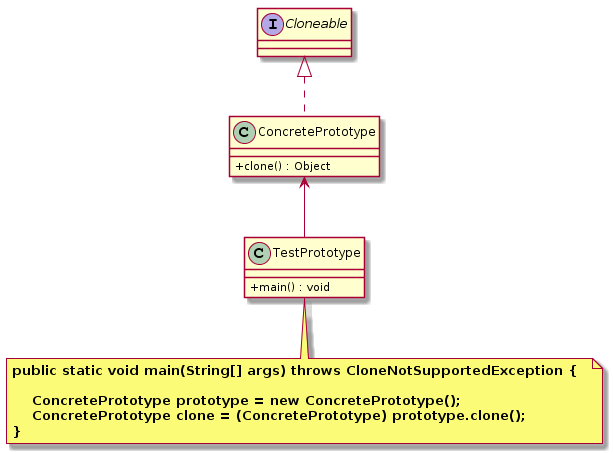 I Cloneable
C ConcretePrototype
+clone() : Object
C TestPrototype
+main() : void
public static void main(String[] args) throws CloneNotSupportedException {
ConcretePrototype prototype = new ConcretePrototype();
ConcretePrototype clone = (ConcretePrototype) prototype.clone();
}